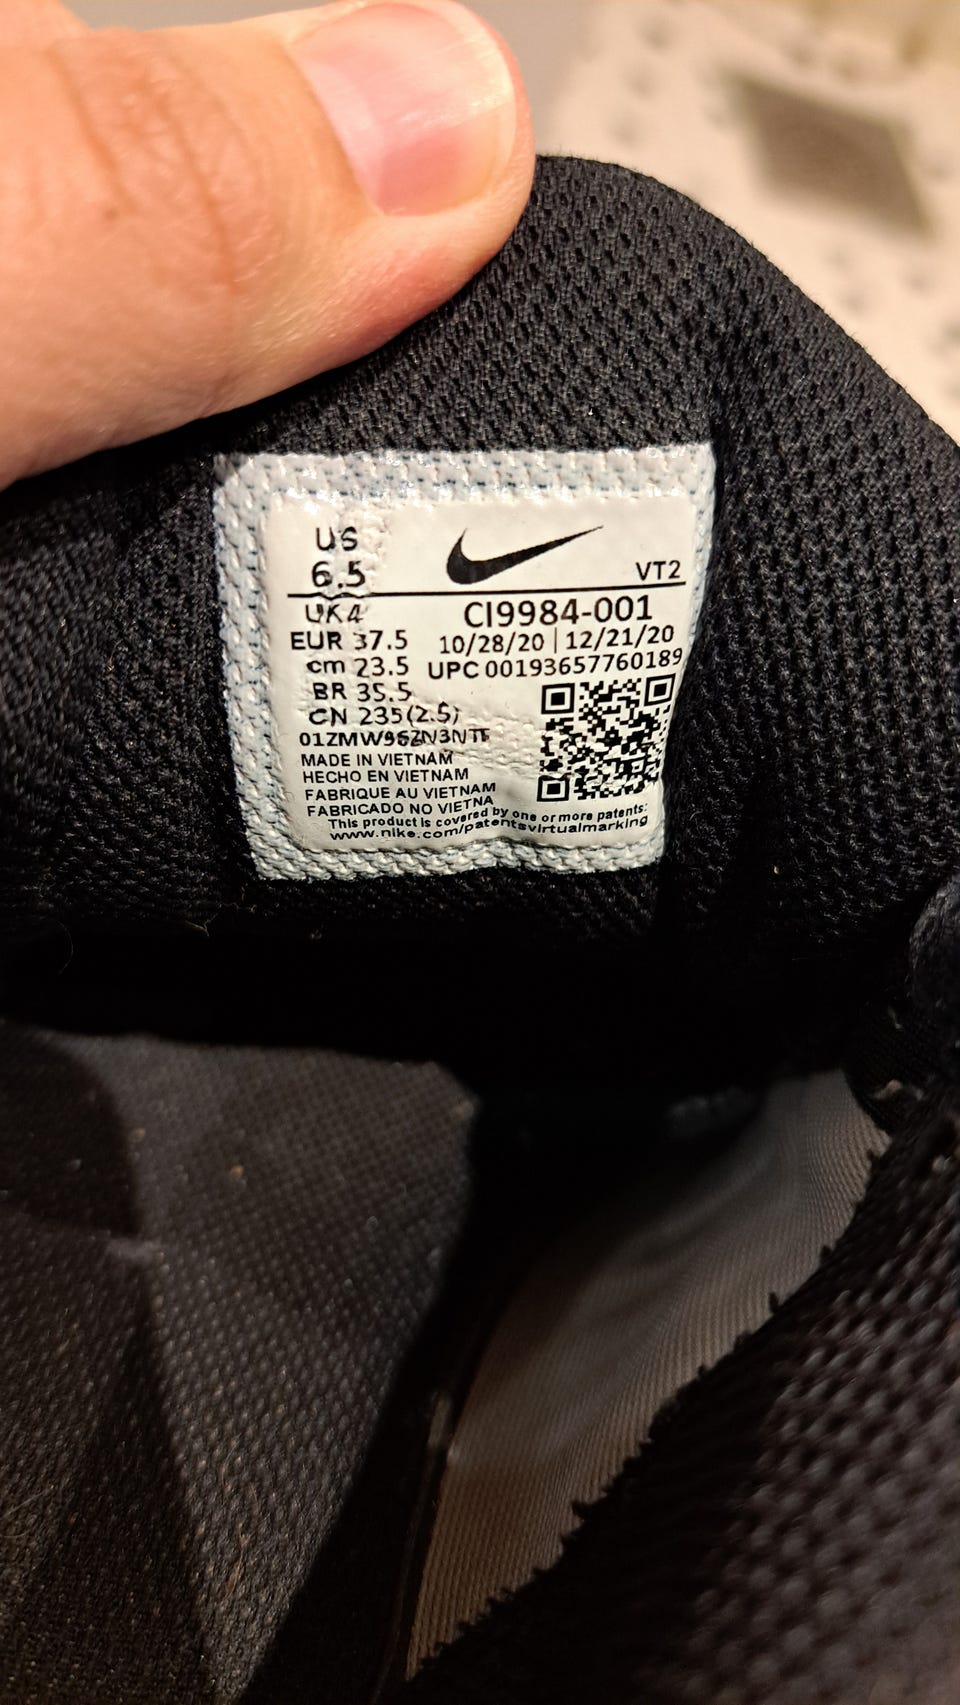 US
6.5
VT2
UK4
CI9984-001
EUR 37.5
10/28/20 | 12/21/20
cm 23.5
UPC 00193657760189
BR 35.5
CN 235(2.5)
MADE IN VIETNAM
HECHO EN VIETNAM
FABRIQUE AU VIETNAM
FABRICADO NO VIETNA
This product is covered by one or more patents:
www.nike.com/patentsvirtualmarking